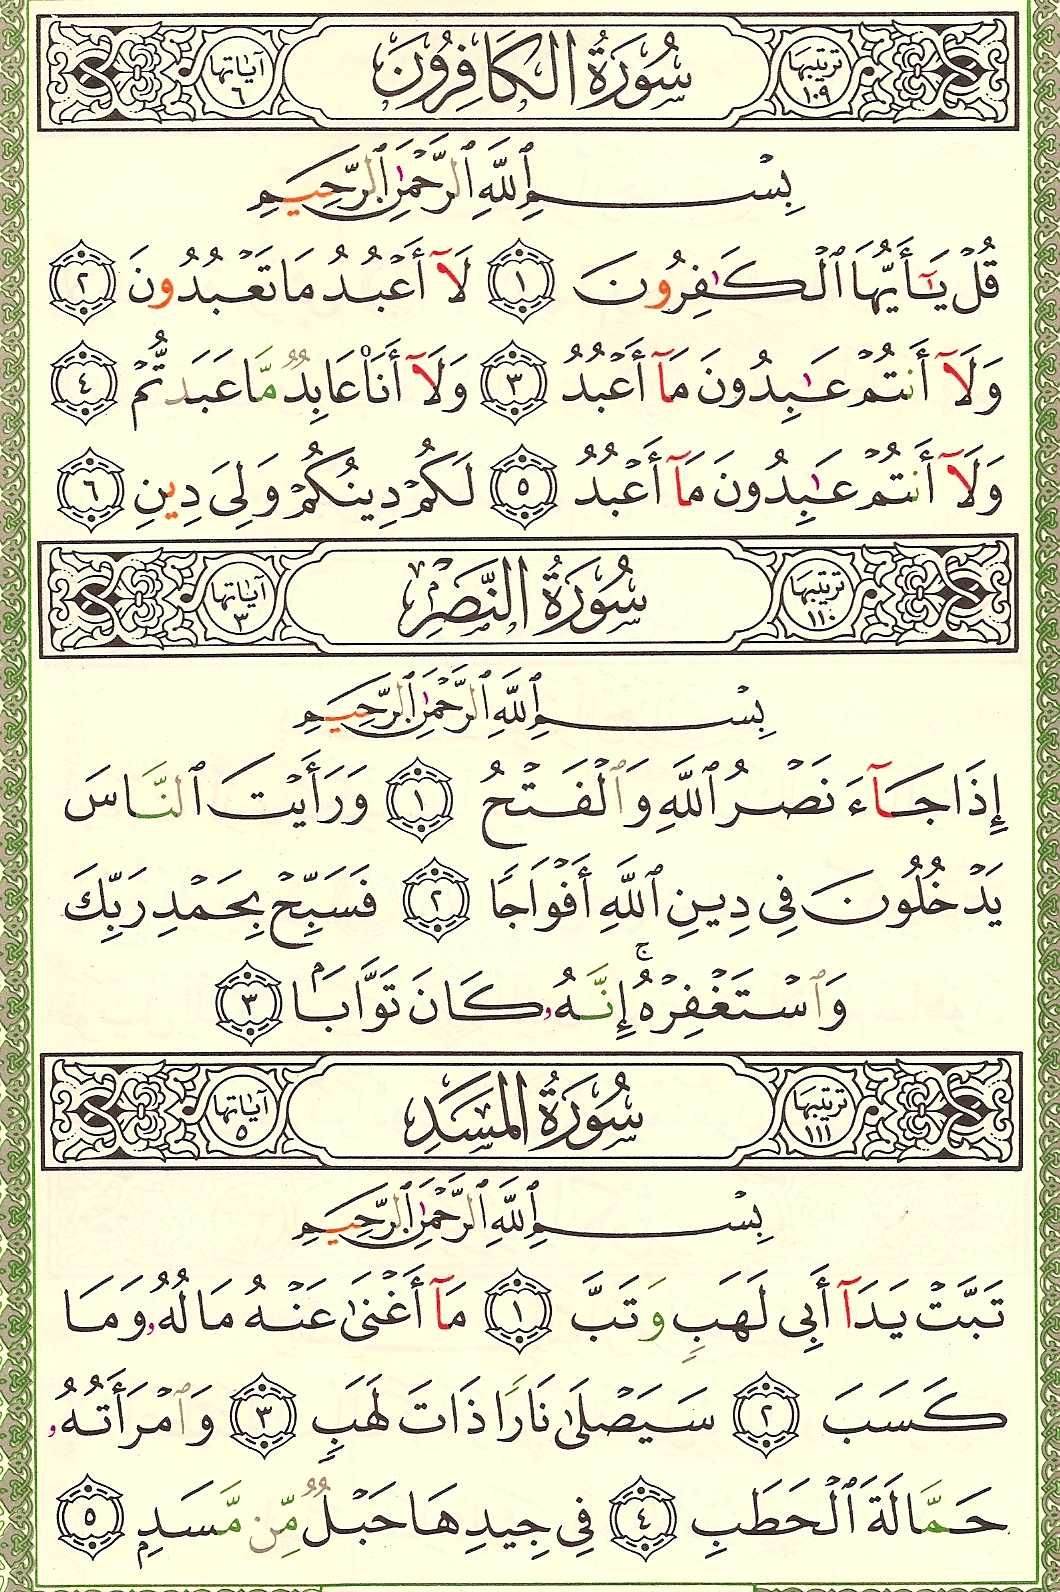 ترتيبها ١٠٩ سُورَةُ الكَافِرُونَ آياتها ٦
بِسْمِ ٱللَّهِ ٱلرَّحْمَٰنِ ٱلرَّحِيمِ
قُلْ يَٰٓأَيُّهَا ٱلْكَٰفِرُونَ ١ لَآ أَعْبُدُ مَا تَعْبُدُونَ ٢
وَلَآ أَنتُمْ عَٰبِدُونَ مَآ أَعْبُدُ ٣ وَلَآ أَنَا۠ عَابِدٌ مَّا عَبَدتُّمْ ٤
وَلَآ أَنتُمْ عَٰبِدُونَ مَآ أَعْبُدُ ٥ لَكُمْ دِينُكُمْ وَلِىَ دِينِ ٦
ترتيبها ١١٠ سُورَةُ النَّصْرِ آياتها ٣
بِسْمِ ٱللَّهِ ٱلرَّحْمَٰنِ ٱلرَّحِيمِ
إِذَا جَآءَ نَصْرُ ٱللَّهِ وَٱلْفَتْحُ ١ وَرَأَيْتَ ٱلنَّاسَ
يَدْخُلُونَ فِى دِينِ ٱللَّهِ أَفْوَاجًا ٢ فَسَبِّحْ بِحَمْدِ رَبِّكَ
وَٱسْتَغْفِرْهُ ۚ إِنَّهُۥ كَانَ تَوَّابَۢا ٣
ترتيبها ١١١ سُورَةُ المَسَدِ آياتها ٥
بِسْمِ ٱللَّهِ ٱلرَّحْمَٰنِ ٱلرَّحِيمِ
تَبَّتْ يَدَآ أَبِى لَهَبٍ وَتَبَّ ١ مَآ أَغْنَىٰ عَنْهُ مَالُهُۥ وَمَا
كَسَبَ ٢ سَيَصْلَىٰ نَارًا ذَاتَ لَهَبٍ ٣ وَٱمْرَأَتُهُۥ
حَمَّالَةَ ٱلْحَطَبِ ٤ فِى جِيدِهَا حَبْلٌ مِّن مَّسَدٍۭ ٥